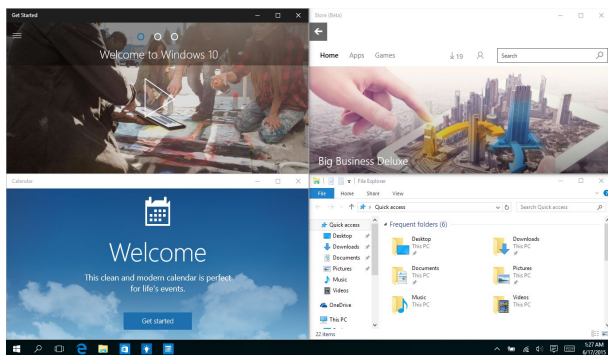 Get Started
Welcome to Windows 10
Store (Beta)
Home Apps Games
19
Search
Big Business Deluxe
Calendar
Welcome
This clean and modern calendar is perfect
for life's events.
Get started
File Explorer
File Home Share View
Quick access
Search Quick access
Quick access
Desktop
Downloads
Documents
Pictures
Music
Videos
OneDrive
This PC
Frequent folders (6)
Desktop
This PC
Downloads
This PC
Documents
This PC
Pictures
This PC
Music
This PC
Videos
This PC
22 items
1:27 AM
6/17/2015